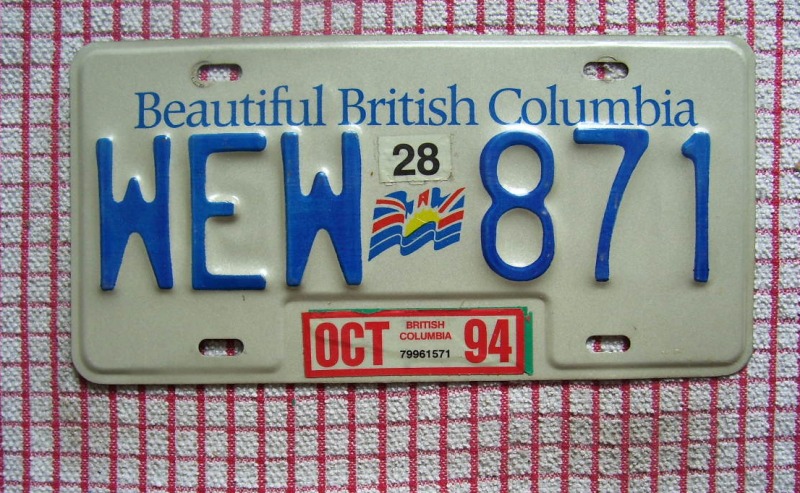 Beautiful British Columbia
WEW 28 871
OCT BRITISH COLUMBIA 94
79961571